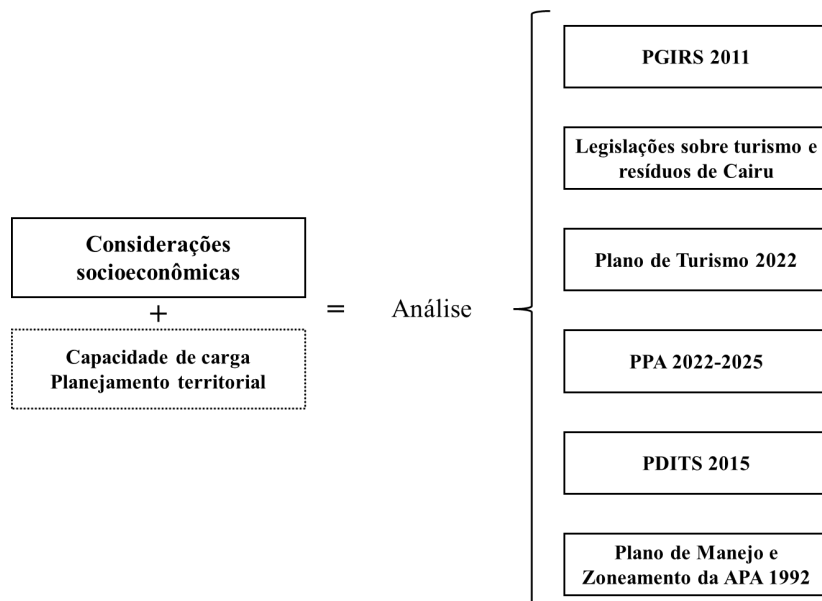 Considerações
socioeconômicas
+
Capacidade de carga
Planejamento territorial
=
Análise
PGIRS 2011
Legislações sobre turismo e
resíduos de Cairu
Plano de Turismo 2022
PPA 2022-2025
PDITS 2015
Plano de Manejo e
Zoneamento da APA 1992